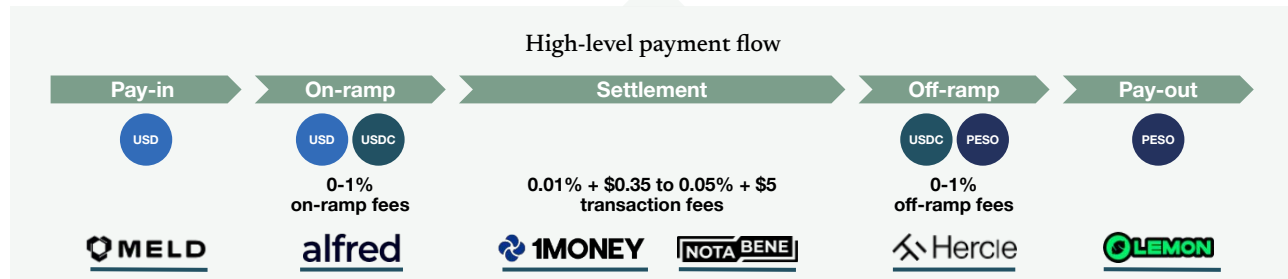 High-level payment flow
Pay-in
On-ramp
Settlement
Off-ramp
Pay-out
USD
USD
USDC
USDC
PESO
PESO
0-1%
on-ramp fees
0.01% + $0.35 to 0.05% + $5
transaction fees
0-1%
off-ramp fees
MELD
alfred
1MONEY
NOTABENE
Hercle
LEMON